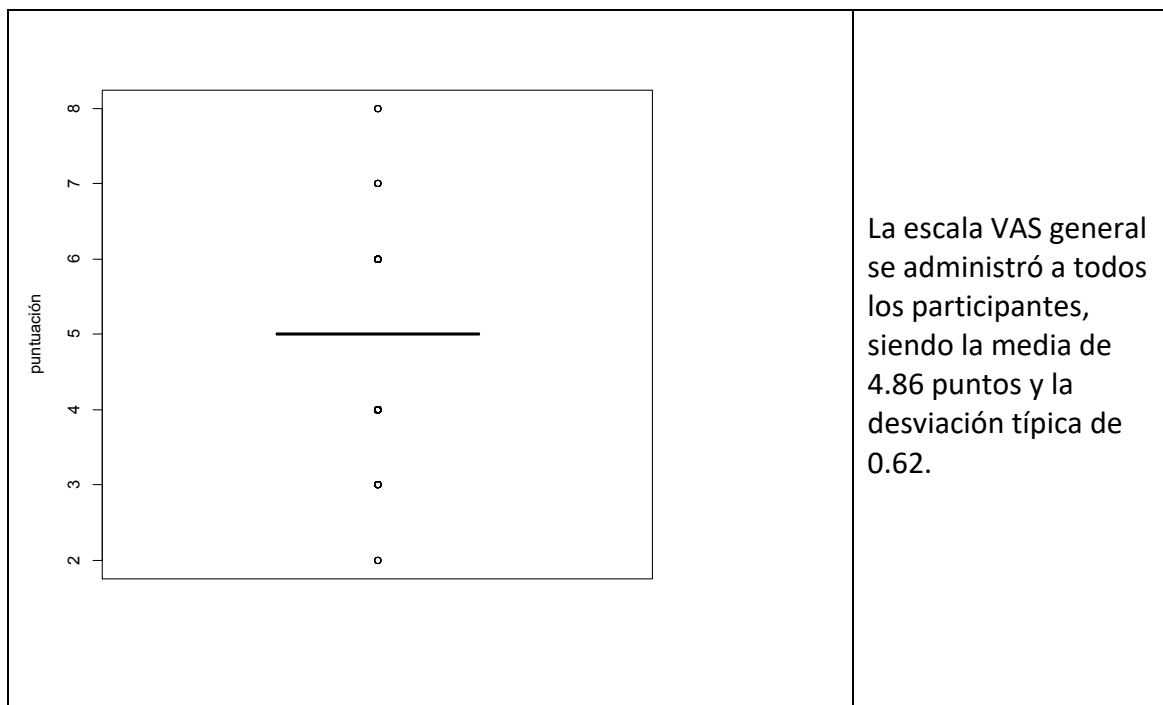 8
7
6
5
4
3
2
puntuación
La escala VAS general
se administró a todos
los participantes,
siendo la media de
4.86 puntos y la
desviación típica de
0.62.